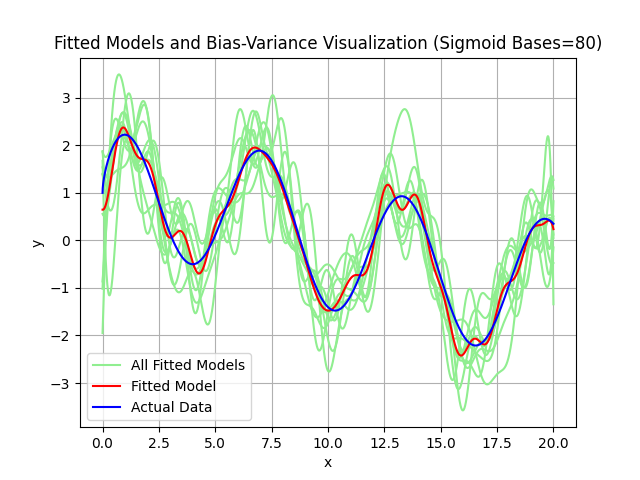 Fitted Models and Bias-Variance Visualization (Sigmoid Bases=80)
3
2
1
0
−1
−2
−3
y
All Fitted Models
Fitted Model
Actual Data
0.0 2.5 5.0 7.5 10.0 12.5 15.0 17.5 20.0
x